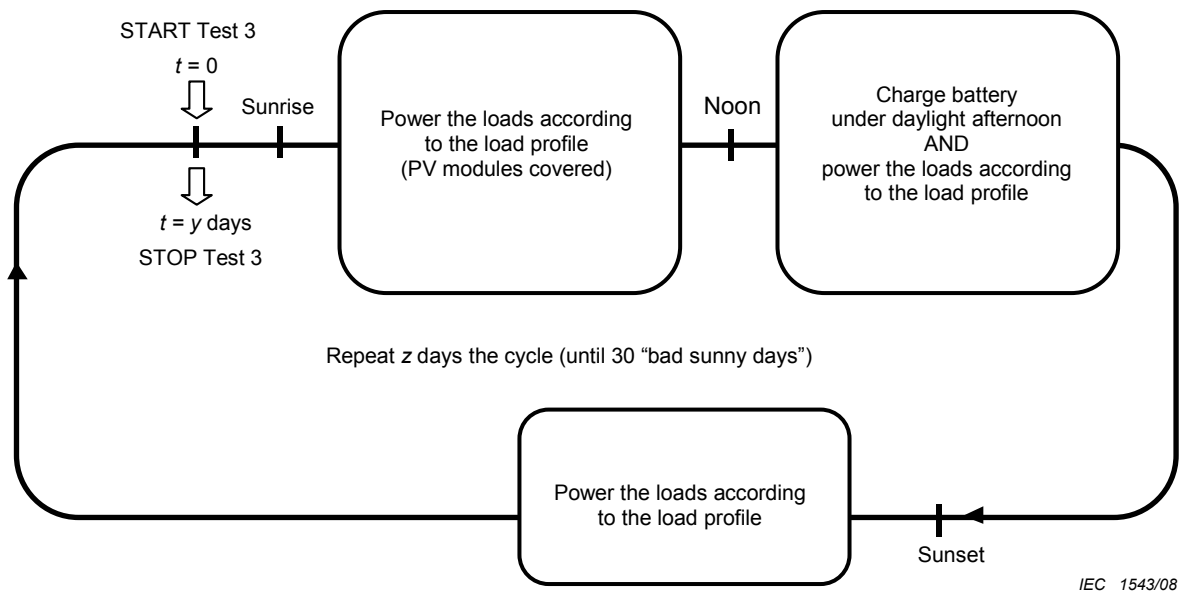 START Test 3
t = 0
Sunrise
Power the loads according
to the load profile
(PV modules covered)
Noon
Charge battery
under daylight afternoon
AND
power the loads according
to the load profile
t = y days
STOP Test 3
Repeat z days the cycle (until 30 “bad sunny days”)
Power the loads according
to the load profile
Sunset
IEC 1543/08